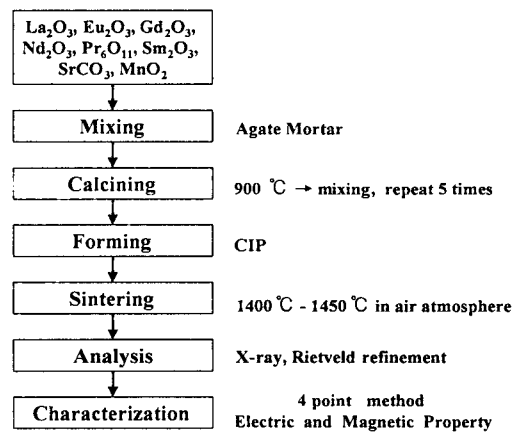 La₂O₃, Eu₂O₃, Gd₂O₃,
Nd₂O₃, Pr₆O₁₁, Sm₂O₃,
SrCO₃, MnO₂
Mixing
Agate Mortar
Calcining
900 ℃ → mixing, repeat 5 times
Forming
CIP
Sintering
1400 ℃ - 1450 ℃ in air atmosphere
Analysis
X-ray, Rietveld refinement
Characterization
4 point method
Electric and Magnetic Property